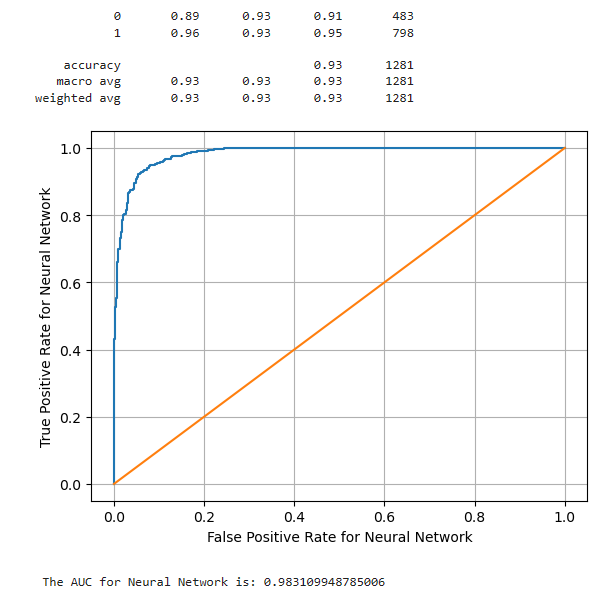 0 0.89 0.93 0.91 483
1 0.96 0.93 0.95 798
accuracy 0.93 1281
macro avg 0.93 0.93 0.93 1281
weighted avg 0.93 0.93 0.93 1281
1.0
0.8
0.6
0.4
0.2
0.0
True Positive Rate for Neural Network
0.0 0.2 0.4 0.6 0.8 1.0
False Positive Rate for Neural Network
The AUC for Neural Network is: 0.983109948785006